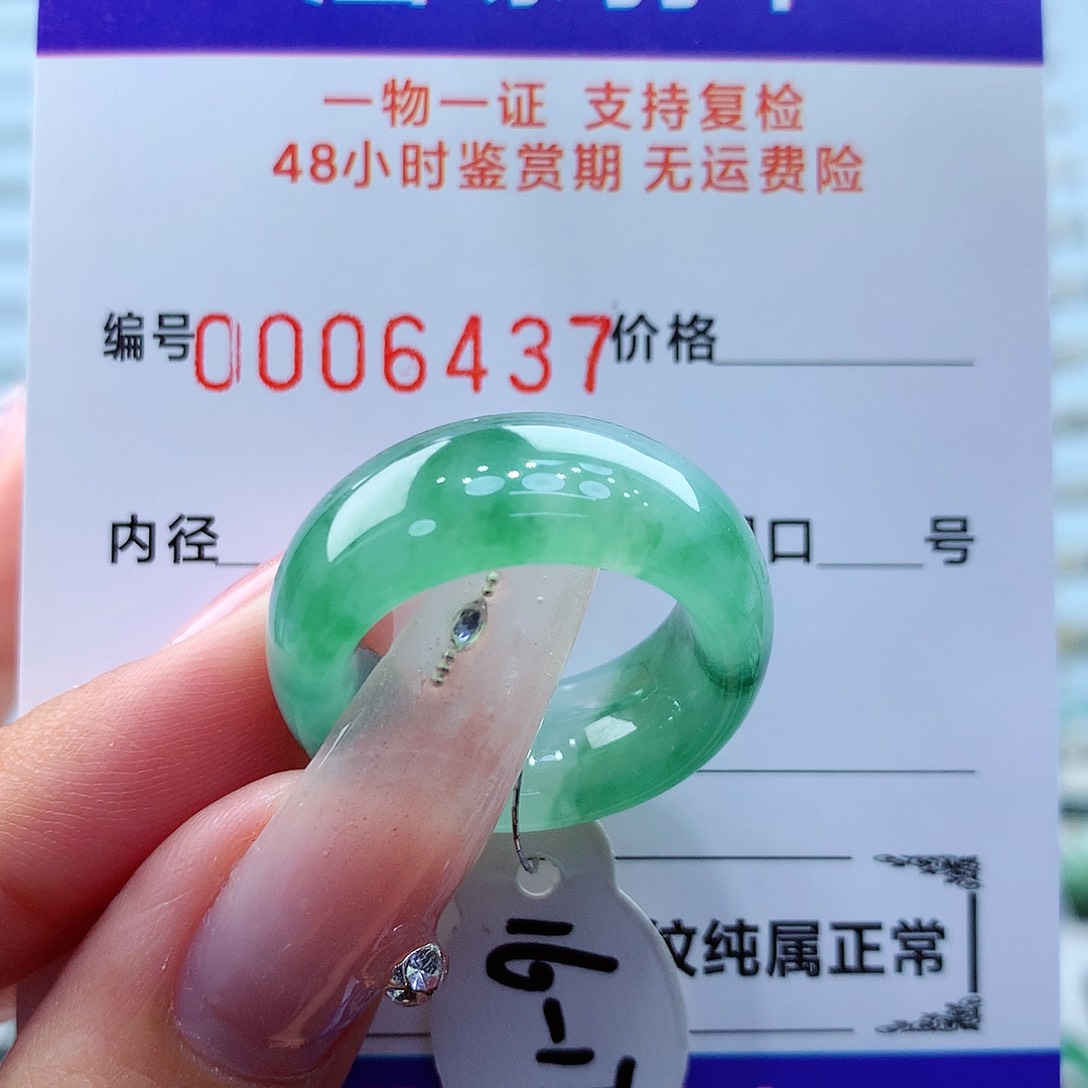 一物一证 支持复检
48小时鉴赏期 无运费险
编号0006437价格
内径 口 号
纹纯属正常
16-1